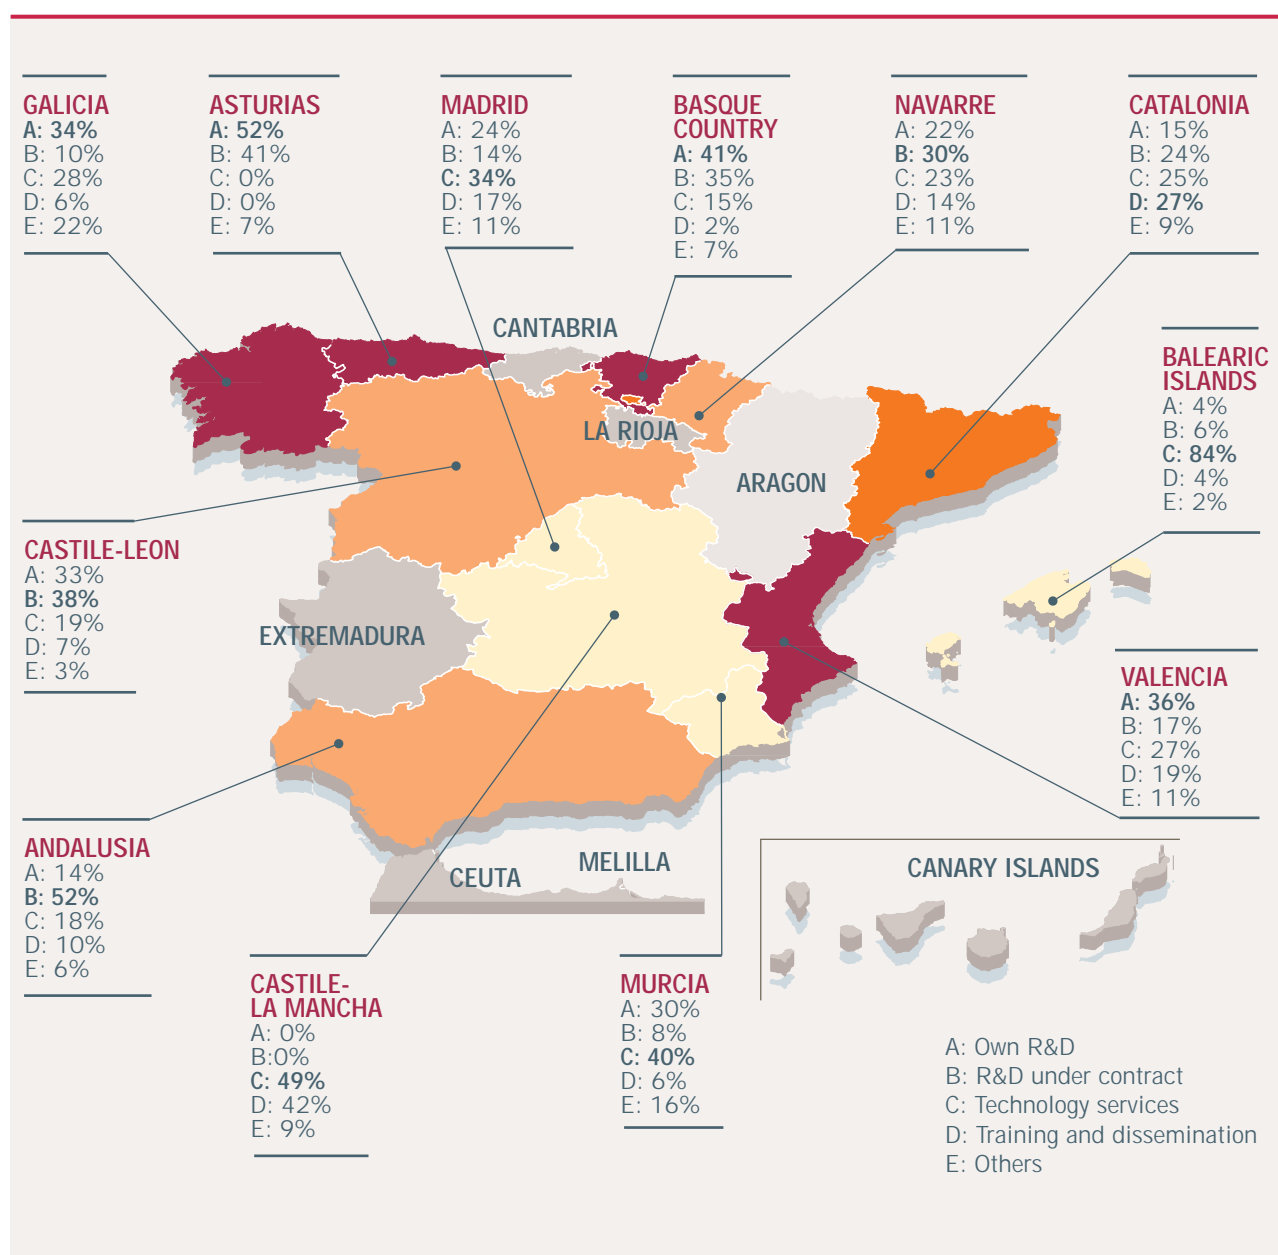 GALICIA
A: 34%
B: 10%
C: 28%
D: 6%
E: 22%
ASTURIAS
A: 52%
B: 41%
C: 0%
D: 0%
E: 7%
MADRID
A: 24%
B: 14%
C: 34%
D: 17%
E: 11%
BASQUE
COUNTRY
A: 41%
B: 35%
C: 15%
D: 2%
E: 7%
NAVARRE
A: 22%
B: 30%
C: 23%
D: 14%
E: 11%
CATALONIA
A: 15%
B: 24%
C: 25%
D: 27%
E: 9%
CANTABRIA
BALEARIC
ISLANDS
A: 4%
B: 6%
C: 84%
D: 4%
E: 2%
LA RIOJA
ARAGON
CASTILE-LEON
A: 33%
B: 38%
C: 19%
D: 7%
E: 3%
EXTREMADURA
VALENCIA
A: 36%
B: 17%
C: 27%
D: 19%
E: 11%
ANDALUSIA
A: 14%
B: 52%
C: 18%
D: 10%
E: 6%
CEUTA
MELILLA
CANARY ISLANDS
CASTILE-
LA MANCHA
A: 0%
B:0%
C: 49%
D: 42%
E: 9%
MURCIA
A: 30%
B: 8%
C: 40%
D: 6%
E: 16%
A: Own R&D
B: R&D under contract
C: Technology services
D: Training and dissemination
E: Others